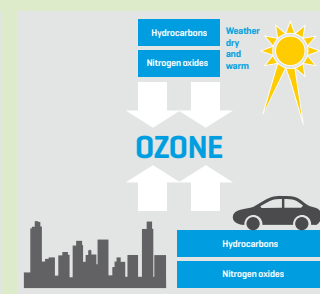 Hydrocarbons
Nitrogen oxides
Weather
dry
and
warm
OZONE
Hydrocarbons
Nitrogen oxides